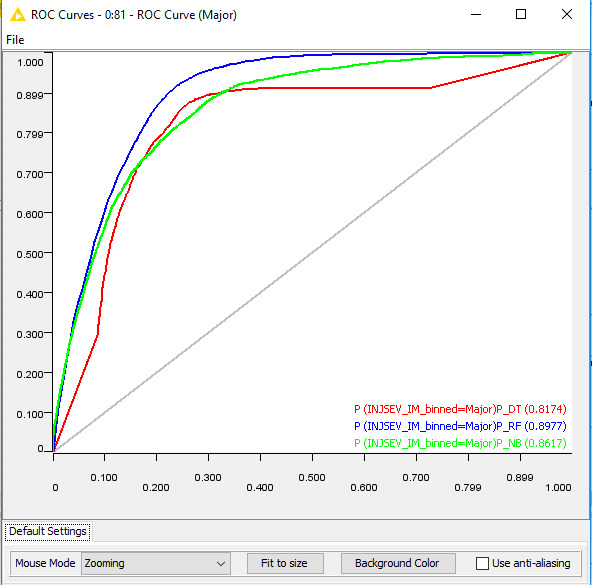 ROC Curves - 0:81 - ROC Curve (Major)
File
1.000
0.899
0.799
0.700
0.600
0.500
0.400
0.300
0.200
0.100
0
P (INJSEV_IM_binned=Major)P_DT (0.8174)
P (INJSEV_IM_binned=Major)P_RF (0.8977)
P (INJSEV_IM_binned=Major)P_NB (0.8617)
0.100 0.300 0.500 0.700 0.899
0 0.200 0.400 0.600 0.799 1.000
Default Settings
Mouse Mode Zooming Fit to size Background Color Use anti-aliasing